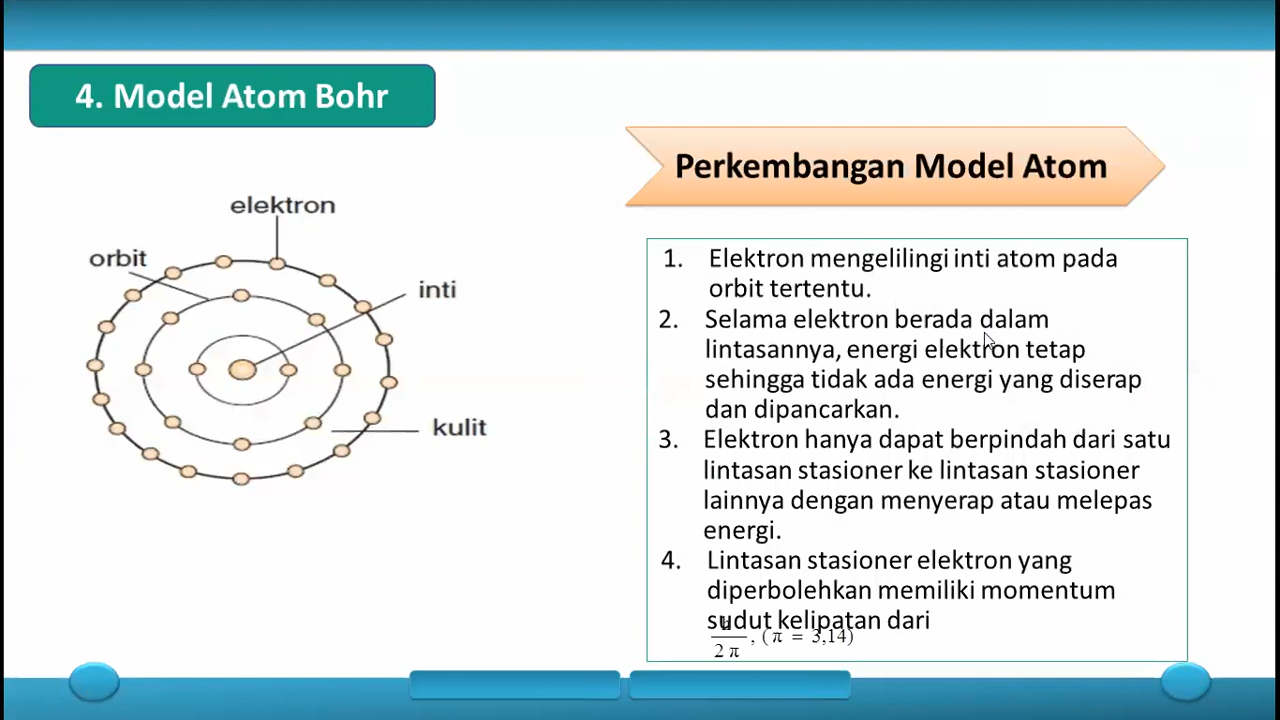 4. Model Atom Bohr
Perkembangan Model Atom
elektron
orbit
inti
kulit
1. Elektron mengelilingi inti atom pada
orbit tertentu.
2. Selama elektron berada dalam
lintasannya, energi elektron tetap
sehingga tidak ada energi yang diserap
dan dipancarkan.
3. Elektron hanya dapat berpindah dari satu
lintasan stasioner ke lintasan stasioner
lainnya dengan menyerap atau melepas
energi.
4. Lintasan stasioner elektron yang
diperbolehkan memiliki momentum
sudut kelipatan dari
2 π , ( π = 3,14)